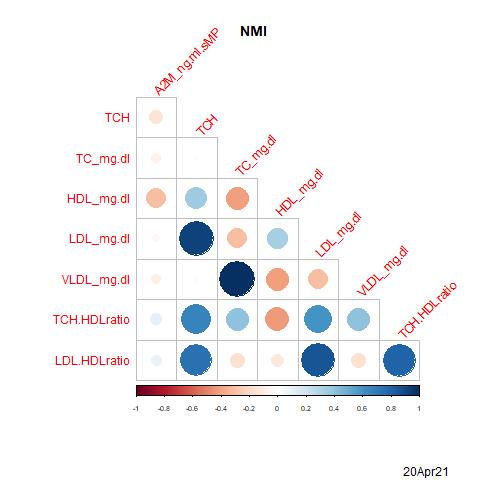 NMI
A2M_ng.ml.sMP
TCH
TCH
TC_mg.dl
TC_mg.dl
HDL_mg.dl
HDL_mg.dl
LDL_mg.dl
LDL_mg.dl
VLDL_mg.dl
VLDL_mg.dl
TCH.HDLratio
TCH.HDLratio
LDL.HDLratio
-1 -0.8 -0.6 -0.4 -0.2 0 0.2 0.4 0.6 0.8 1
20Apr21